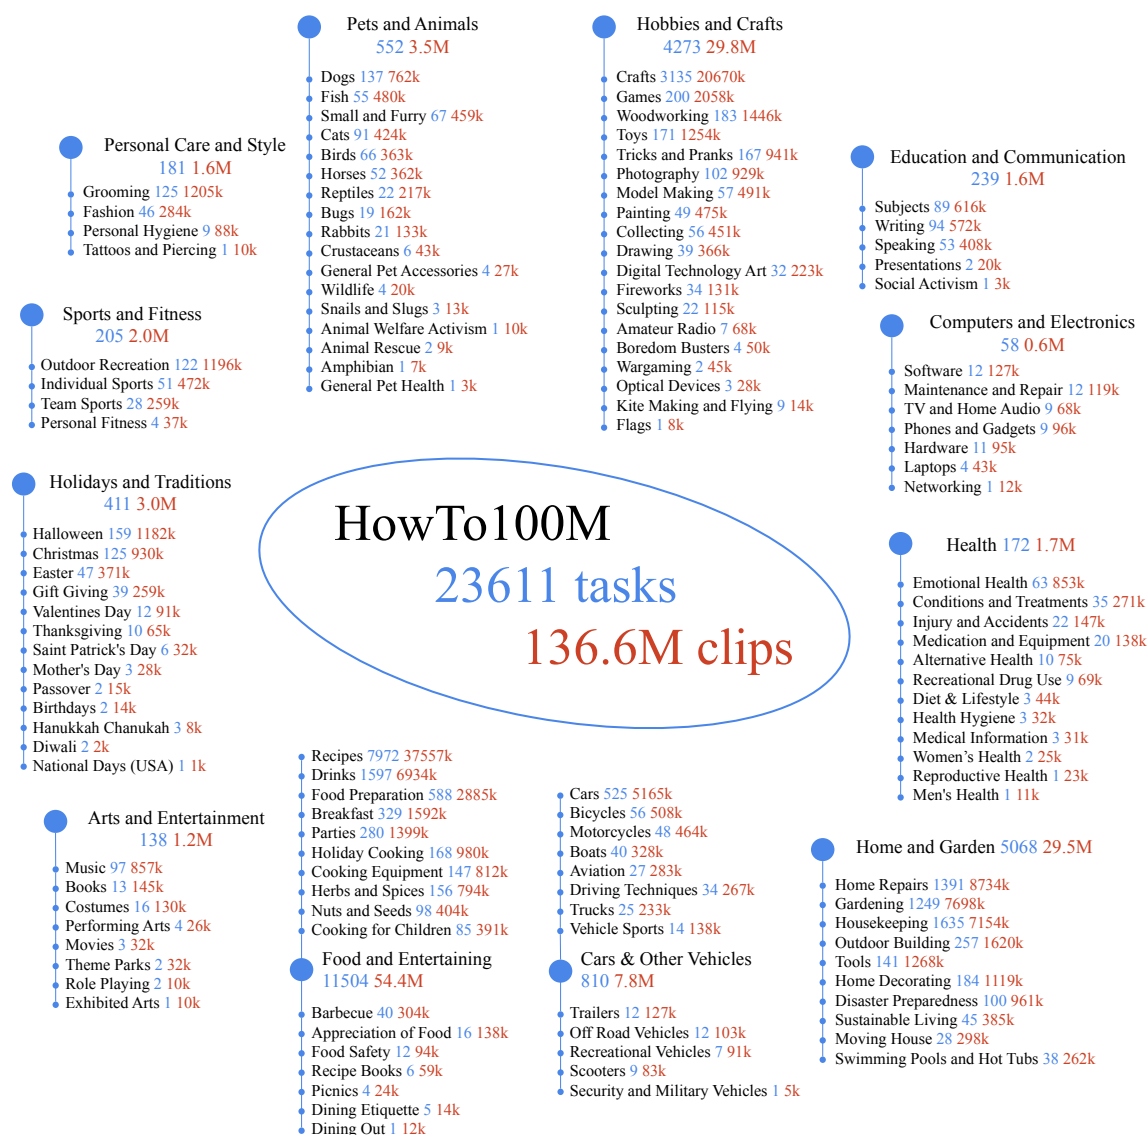 Pets and Animals
552 3.5M
Dogs 137 762k
Fish 55 480k
Small and Furry 67 459k
Cats 91 424k
Birds 66 363k
Horses 52 362k
Reptiles 22 217k
Bugs 19 162k
Rabbits 21 133k
Crustaceans 6 43k
General Pet Accessories 4 27k
Wildlife 4 20k
Snails and Slugs 3 13k
Animal Welfare Activism 1 10k
Animal Rescue 2 9k
Amphibian 1 7k
General Pet Health 1 3k
Hobbies and Crafts
4273 29.8M
Crafts 3135 20670k
Games 200 2058k
Woodworking 183 1446k
Toys 171 1254k
Tricks and Pranks 167 941k
Photography 102 929k
Model Making 57 491k
Painting 49 475k
Collecting 56 451k
Drawing 39 366k
Digital Technology Art 32 223k
Fireworks 34 131k
Sculpting 22 115k
Amateur Radio 7 68k
Boredom Busters 4 50k
Wargaming 2 45k
Optical Devices 3 28k
Kite Making and Flying 9 14k
Flags 1 8k
Personal Care and Style
181 1.6M
Grooming 125 1205k
Fashion 46 284k
Personal Hygiene 9 88k
Tattoos and Piercing 1 10k
Education and Communication
239 1.6M
Subjects 89 616k
Writing 94 572k
Speaking 53 408k
Presentations 2 20k
Social Activism 1 3k
Sports and Fitness
205 2.0M
Outdoor Recreation 122 1196k
Individual Sports 51 472k
Team Sports 28 259k
Personal Fitness 4 37k
Computers and Electronics
58 0.6M
Software 12 127k
Maintenance and Repair 12 119k
TV and Home Audio 9 68k
Phones and Gadgets 9 96k
Hardware 11 95k
Laptops 4 43k
Networking 1 12k
Holidays and Traditions
411 3.0M
Halloween 159 1182k
Christmas 125 930k
Easter 47 371k
Gift Giving 39 259k
Valentines Day 12 91k
Thanksgiving 10 65k
Saint Patrick's Day 6 32k
Mother's Day 3 28k
Passover 2 15k
Birthdays 2 14k
Hanukkah Chanukah 3 8k
Diwali 2 2k
National Days (USA) 1 1k
HowTo100M
23611 tasks
136.6M clips
Health 172 1.7M
Emotional Health 63 853k
Conditions and Treatments 35 271k
Injury and Accidents 22 147k
Medication and Equipment 20 138k
Alternative Health 10 75k
Recreational Drug Use 9 69k
Diet & Lifestyle 3 44k
Health Hygiene 3 32k
Medical Information 3 31k
Women’s Health 2 25k
Reproductive Health 1 23k
Men's Health 1 11k
Arts and Entertainment
138 1.2M
Music 97 857k
Books 13 145k
Costumes 16 130k
Performing Arts 4 26k
Movies 3 32k
Theme Parks 2 32k
Role Playing 2 10k
Exhibited Arts 1 10k
Recipes 7972 37557k
Drinks 1597 6934k
Food Preparation 588 2885k
Breakfast 329 1592k
Parties 280 1399k
Holiday Cooking 168 980k
Cooking Equipment 147 812k
Herbs and Spices 156 794k
Nuts and Seeds 98 404k
Cooking for Children 85 391k
Food and Entertaining
11504 54.4M
Barbecue 40 304k
Appreciation of Food 16 138k
Food Safety 12 94k
Recipe Books 6 59k
Picnics 4 24k
Dining Etiquette 5 14k
Dining Out 1 12k
Cars 525 5165k
Bicycles 56 508k
Motorcycles 48 464k
Boats 40 328k
Aviation 27 283k
Driving Techniques 34 267k
Trucks 25 233k
Vehicle Sports 14 138k
Cars & Other Vehicles
810 7.8M
Trailers 12 127k
Off Road Vehicles 12 103k
Recreational Vehicles 7 91k
Scooters 9 83k
Security and Military Vehicles 1 5k
Home and Garden 5068 29.5M
Home Repairs 1391 8734k
Gardening 1249 7698k
Housekeeping 1635 7154k
Outdoor Building 257 1620k
Tools 141 1268k
Home Decorating 184 1119k
Disaster Preparedness 100 961k
Sustainable Living 45 385k
Moving House 28 298k
Swimming Pools and Hot Tubs 38 262k